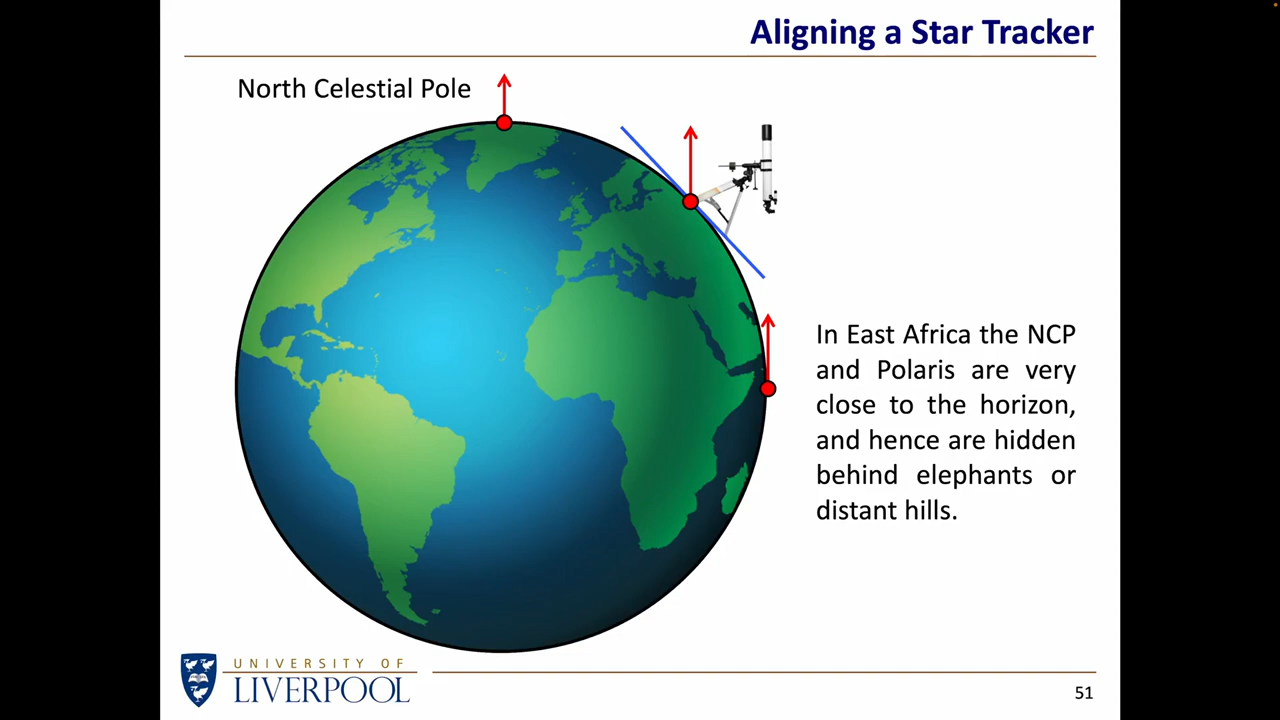 Aligning a Star Tracker
North Celestial Pole
In East Africa the NCP
and Polaris are very
close to the horizon,
and hence are hidden
behind elephants or
distant hills.
UNIVERSITY OF
LIVERPOOL
51